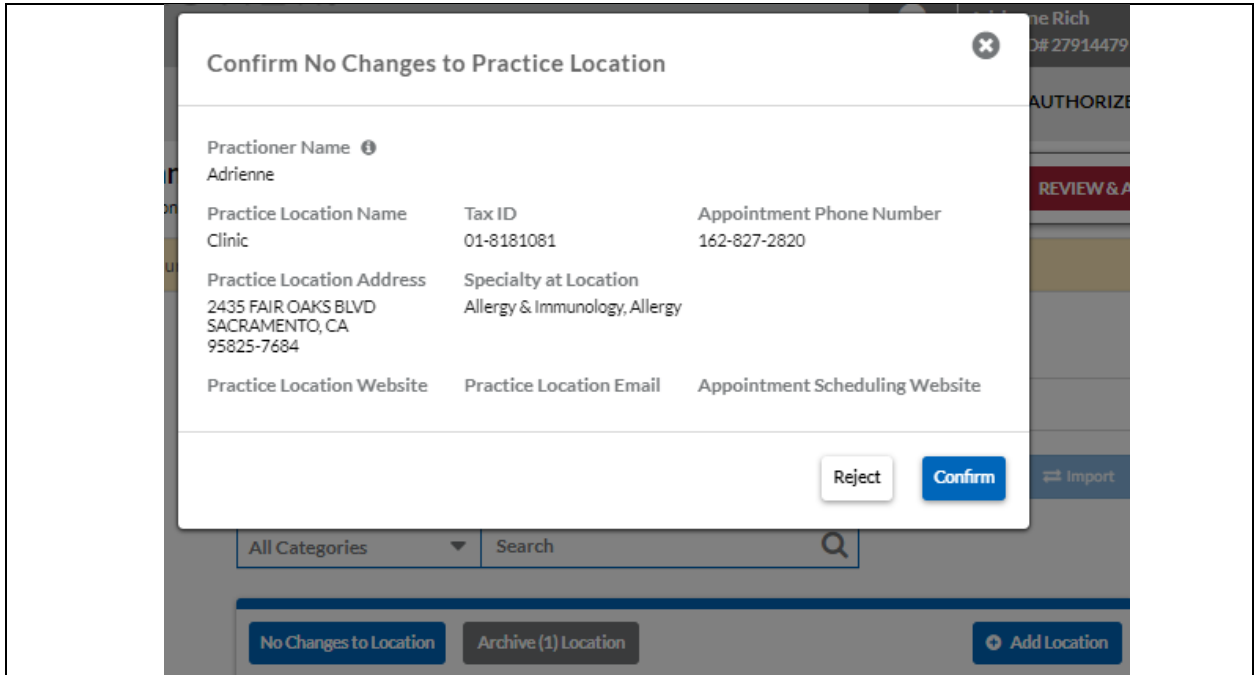 ne Rich
D# 27914479
Confirm No Changes to Practice Location
AUTHORIZE
Practioner Name
Adrienne
REVIEW & A
Practice Location Name Tax ID Appointment Phone Number
Clinic 01-8181081 162-827-2820
Practice Location Address Specialty at Location
2435 FAIR OAKS BLVD Allergy & Immunology, Allergy
SACRAMENTO, CA
95825-7684
Practice Location Website Practice Location Email Appointment Scheduling Website
Reject Confirm Import
All Categories Search
No Changes to Location Archive (1) Location Add Location